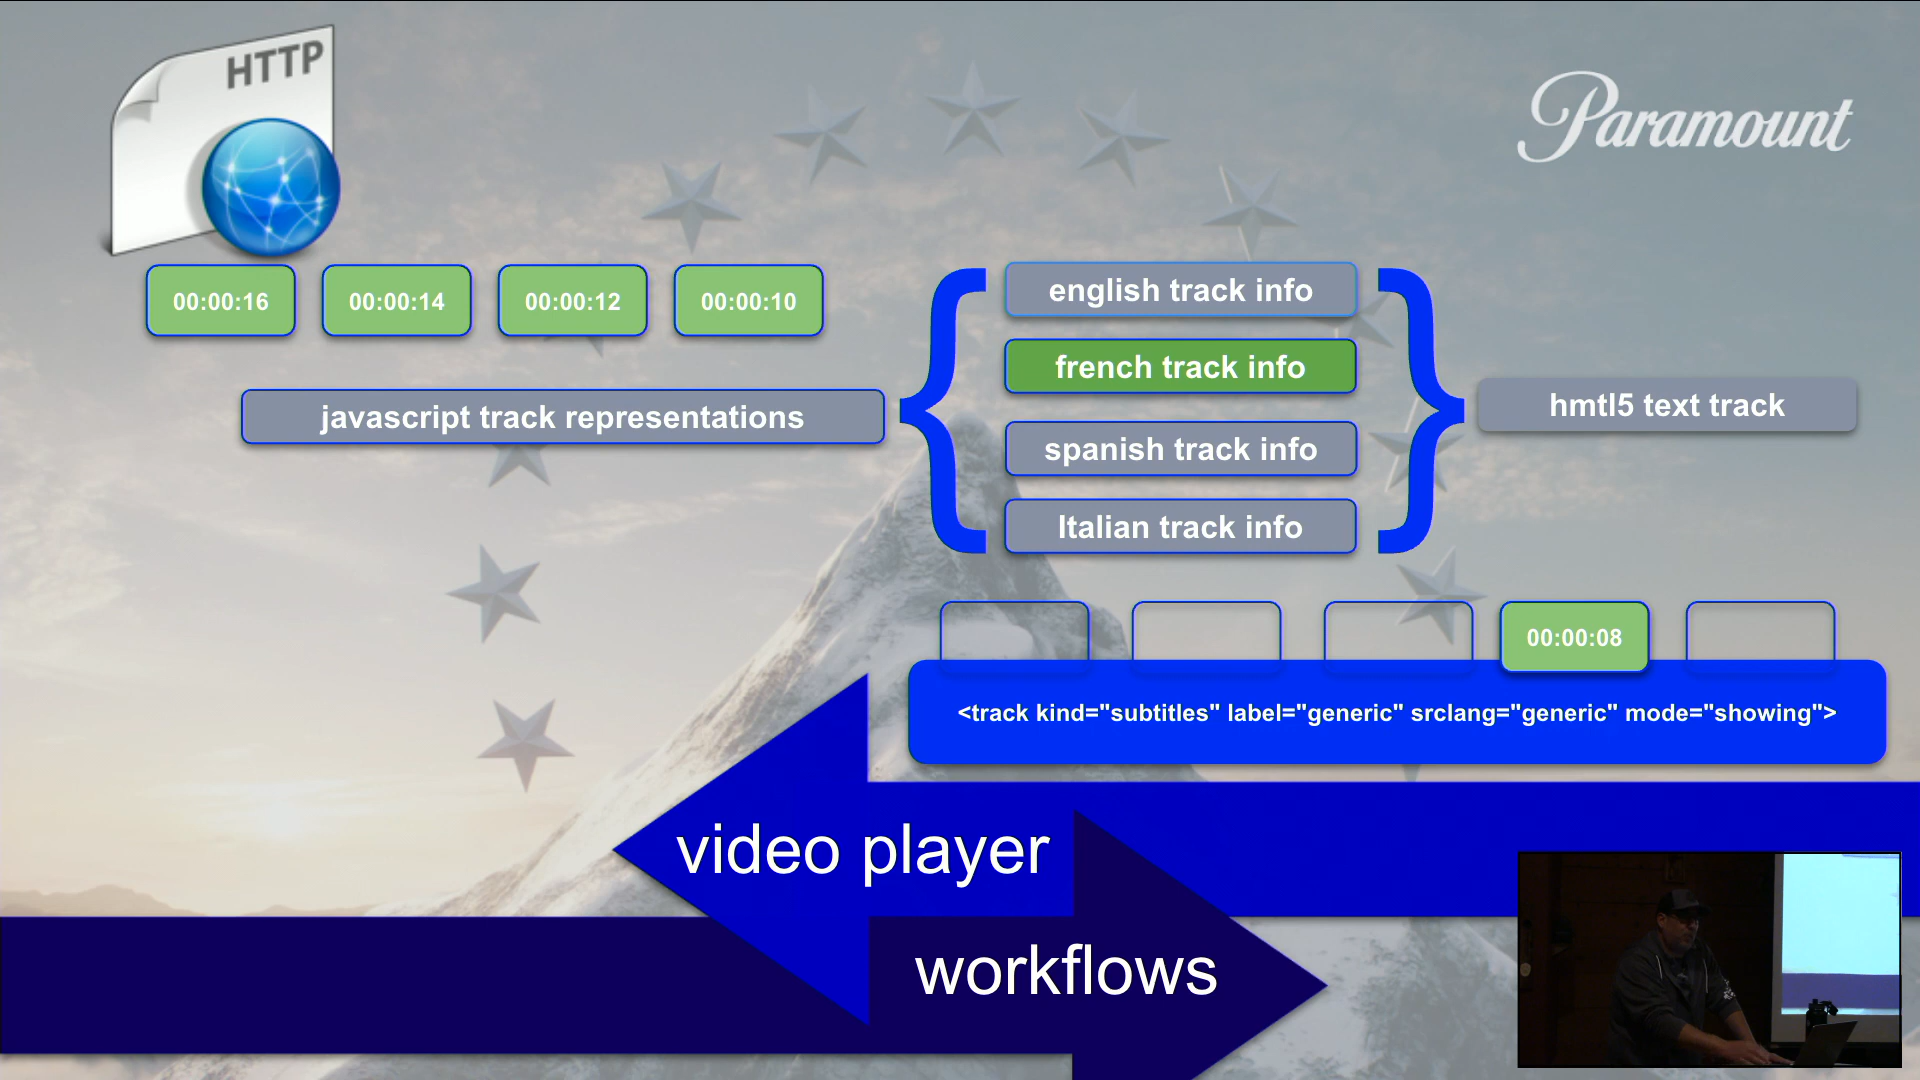 HTTP
Paramount
00:00:16
00:00:14
00:00:12
00:00:10
javascript track representations
english track info
french track info
spanish track info
Italian track info
hmtl5 text track
00:00:08
<track kind="subtitles" label="generic" srclang="generic" mode="showing">
video player
workflows